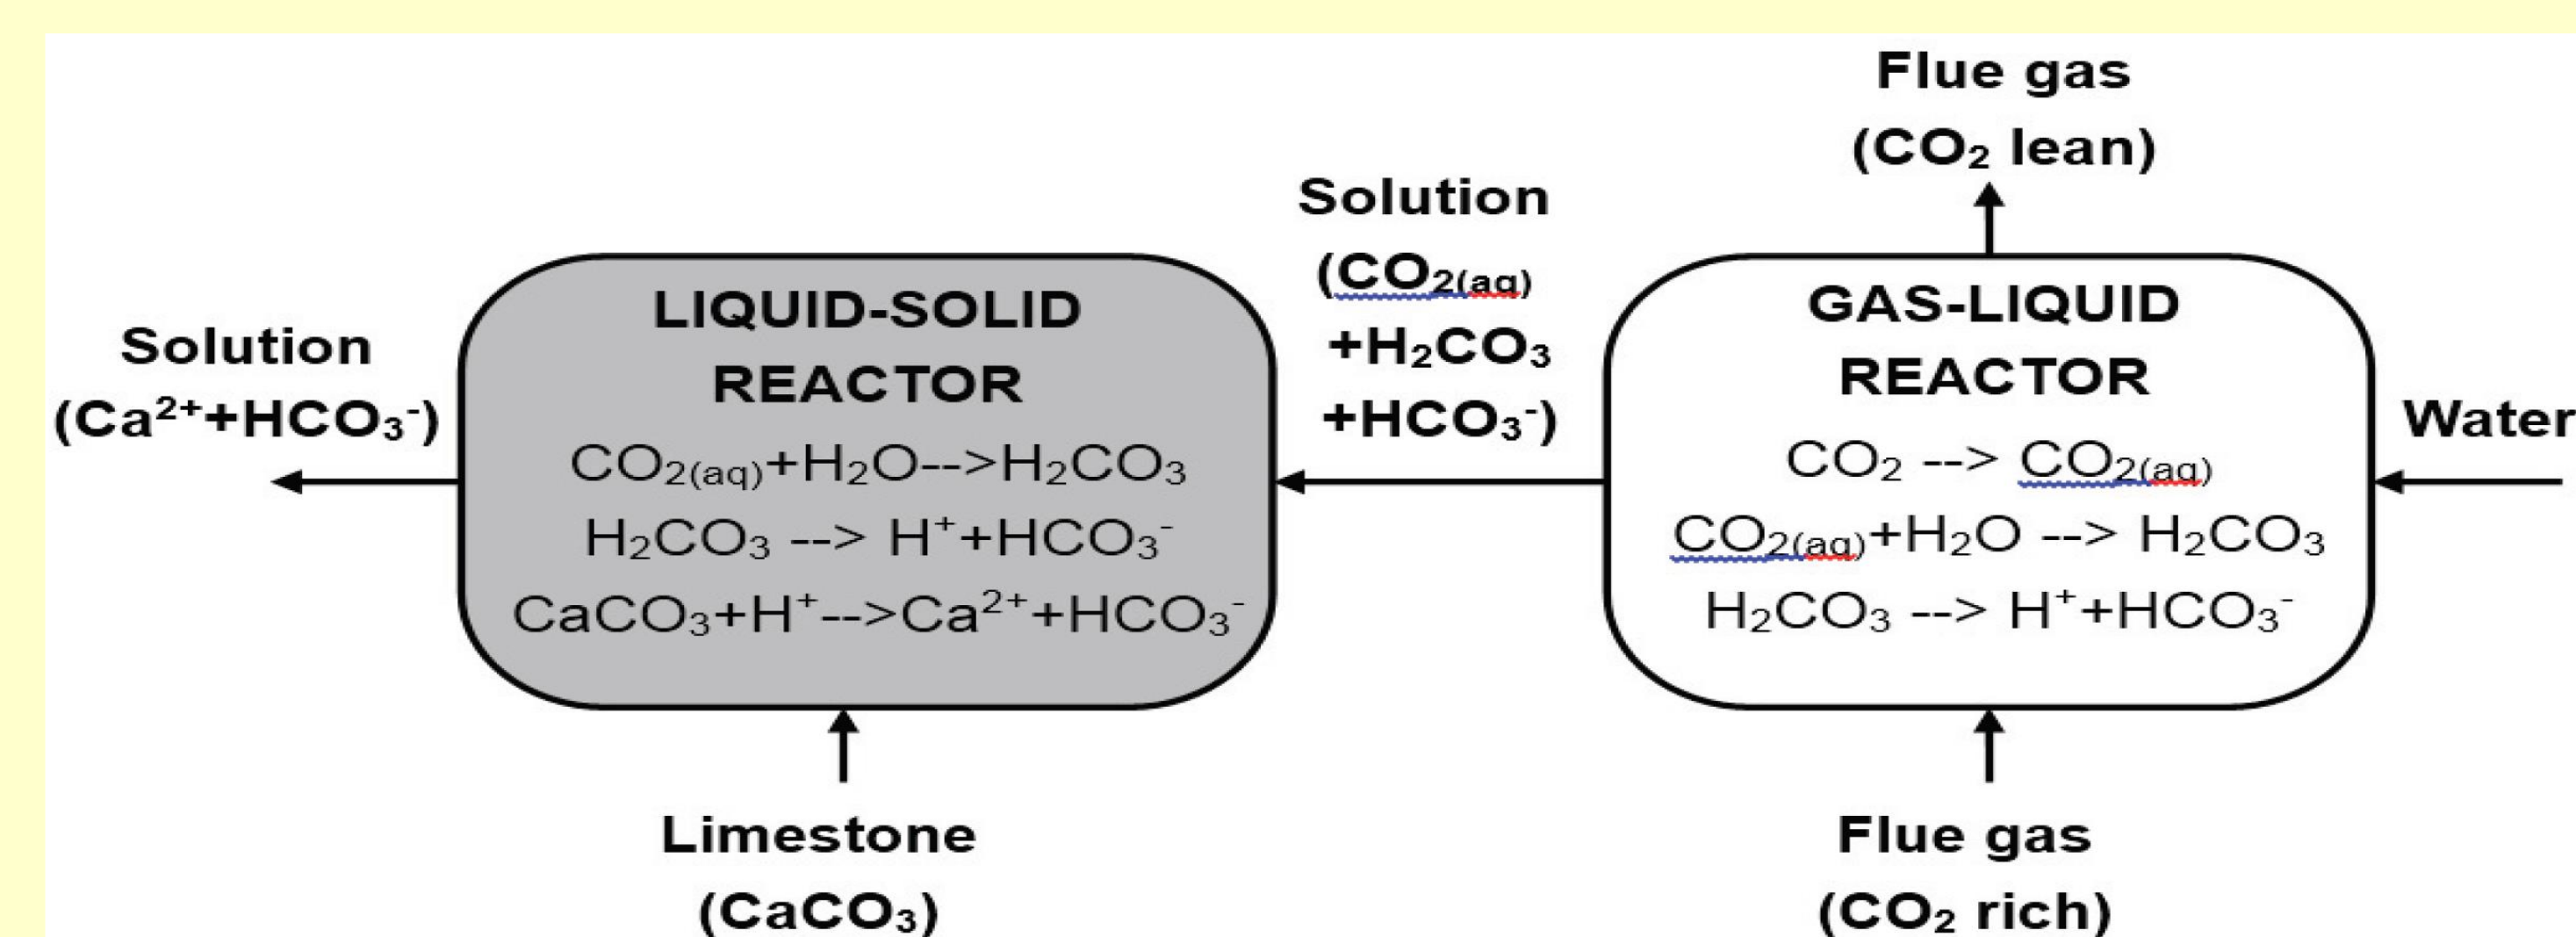 Flue gas
(CO₂ lean)
Solution
(CO₂(aq)
+H₂CO₃
+HCO₃⁻)
LIQUID-SOLID
REACTOR
CO₂(aq)+H₂O-->H₂CO₃
H₂CO₃ --> H⁺+HCO₃⁻
CaCO₃+H⁺-->Ca²⁺+HCO₃⁻
GAS-LIQUID
REACTOR
CO₂ --> CO₂(aq)
CO₂(aq)+H₂O --> H₂CO₃
H₂CO₃ --> H⁺+HCO₃⁻
Solution
(Ca²⁺+HCO₃⁻)
Water
Limestone
(CaCO₃)
Flue gas
(CO₂ rich)